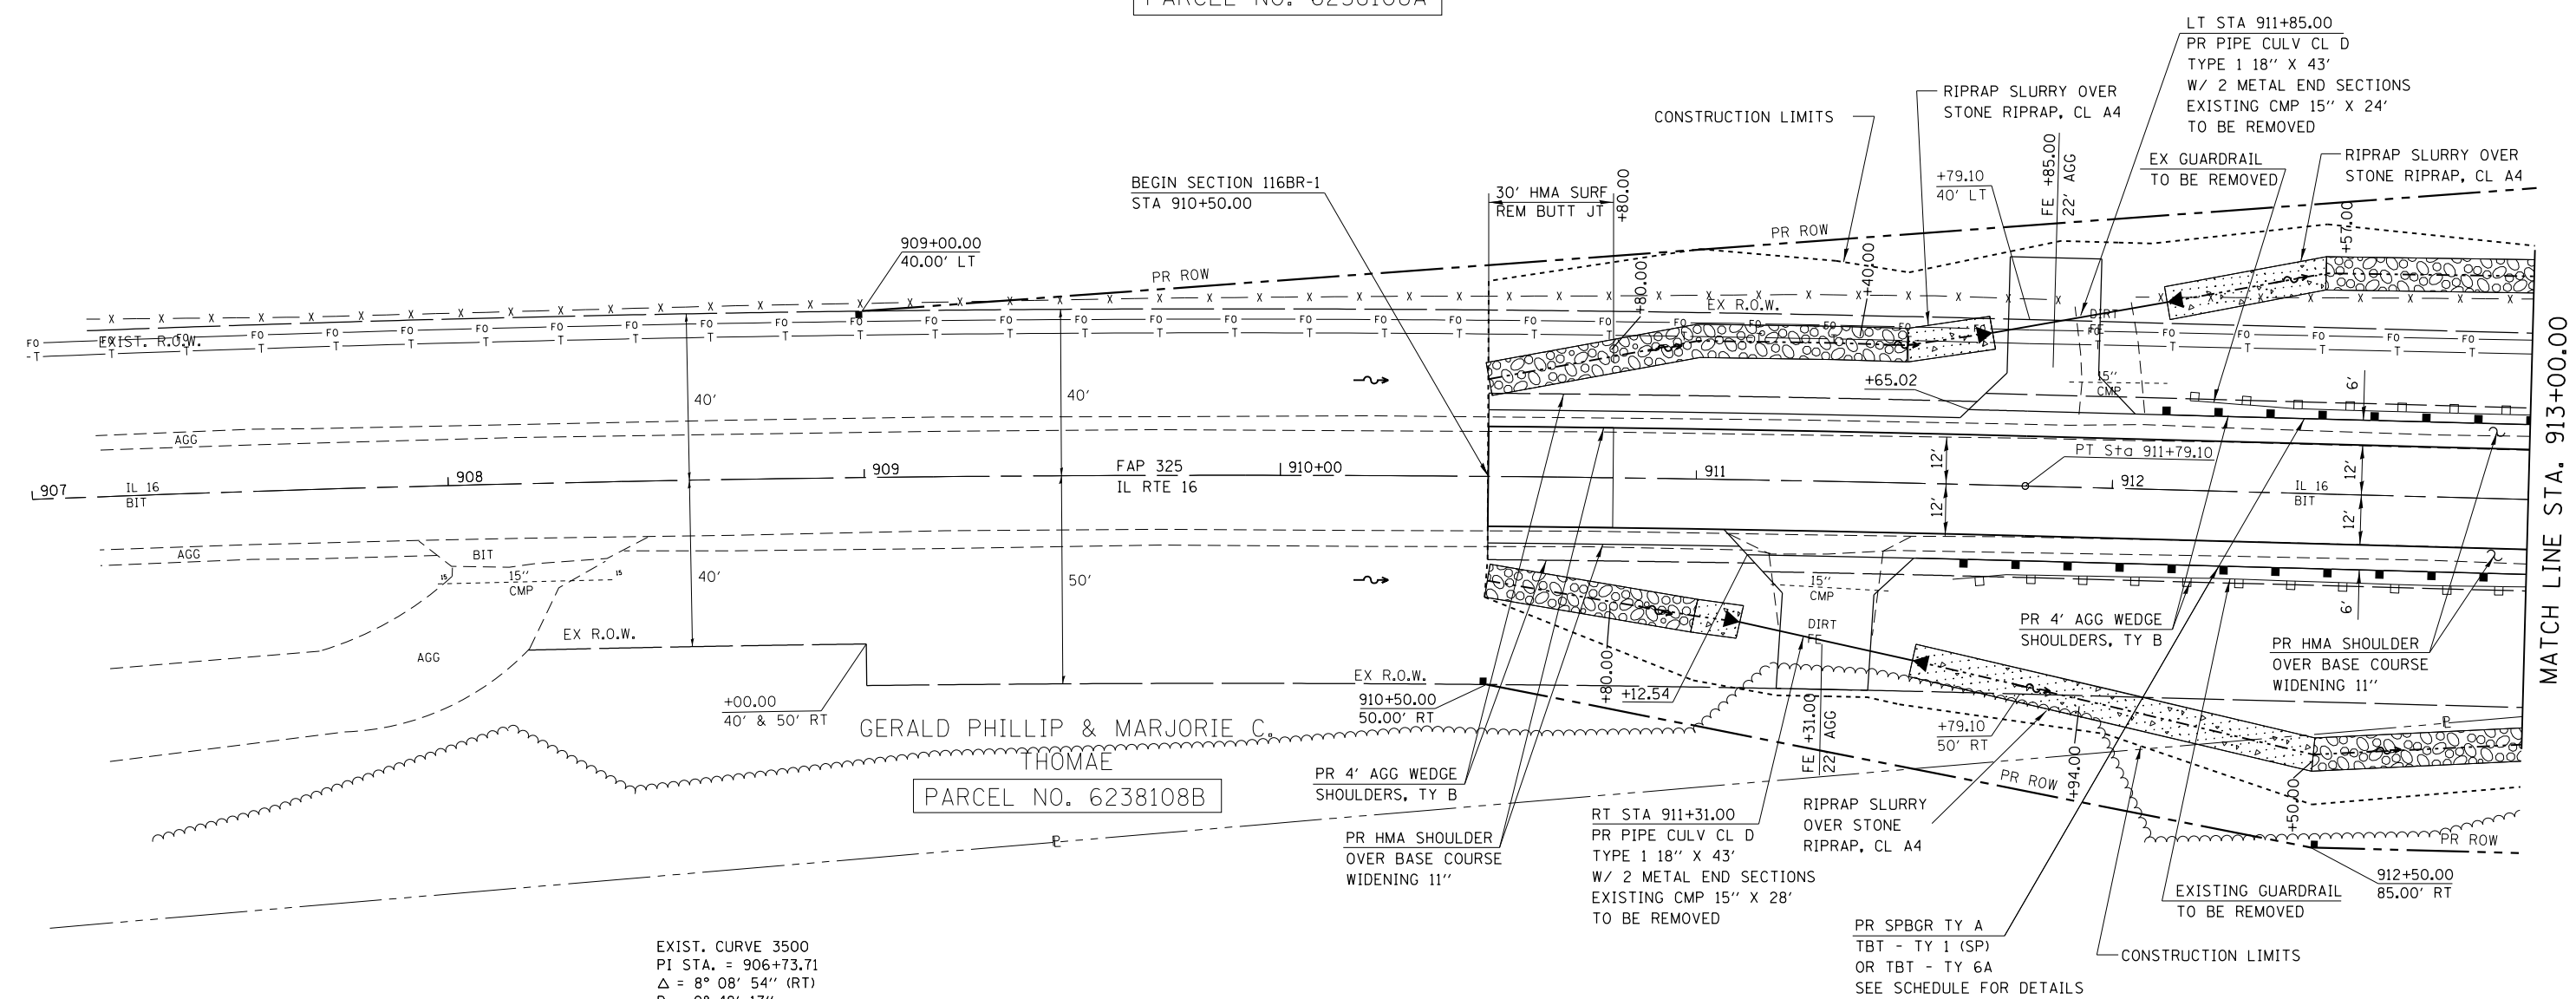 PARCEL NO. 6238108A
LT STA 911+85.00
PR PIPE CULV CL D
TYPE 1 18'' X 43'
W/ 2 METAL END SECTIONS
EXISTING CMP 15'' X 24'
TO BE REMOVED
RIPRAP SLURRY OVER
STONE RIPRAP, CL A4
CONSTRUCTION LIMITS
EX GUARDRAIL
TO BE REMOVED
RIPRAP SLURRY OVER
STONE RIPRAP, CL A4
BEGIN SECTION 116BR-1
STA 910+50.00
30' HMA SURF
REM BUTT JT
+80.00
+79.10
40' LT
FE +85.00
22' AGG
+57.00
909+00.00
40.00' LT
PR ROW
PR ROW
+80.00
+40.00
EX R.O.W.
EXIST. R.O.W.
FO
T
X
DIRT
FE
15''
CMP
+65.02
6'
40'
40'
AGG
907
IL 16
BIT
908
909
FAP 325
IL RTE 16
910+00
911
PT Sta 911+79.10
912
IL 16
BIT
12'
12'
12'
12'
MATCH LINE STA. 913+00.00
AGG
BIT
15
15''
CMP
15
40'
50'
AGG
EX R.O.W.
+00.00
40' & 50' RT
EX R.O.W.
910+50.00
50.00' RT
+80.00
+12.54
15''
CMP
DIRT
FE
FE +31.00
22' AGG
PR 4' AGG WEDGE
SHOULDERS, TY B
6'
PR HMA SHOULDER
OVER BASE COURSE
WIDENING 11''
+79.10
50' RT
+94.00
PR ROW
+50.00
PR ROW
912+50.00
85.00' RT
GERALD PHILLIP & MARJORIE C.
THOMAE
PARCEL NO. 6238108B
PR 4' AGG WEDGE
SHOULDERS, TY B
PR HMA SHOULDER
OVER BASE COURSE
WIDENING 11''
RT STA 911+31.00
PR PIPE CULV CL D
TYPE 1 18'' X 43'
W/ 2 METAL END SECTIONS
EXISTING CMP 15'' X 28'
TO BE REMOVED
RIPRAP SLURRY
OVER STONE
RIPRAP, CL A4
PR SPBGR TY A
TBT - TY 1 (SP)
OR TBT - TY 6A
SEE SCHEDULE FOR DETAILS
EXISTING GUARDRAIL
TO BE REMOVED
CONSTRUCTION LIMITS
EXIST. CURVE 3500
PI STA. = 906+73.71
Δ = 8° 08' 54'' (RT)